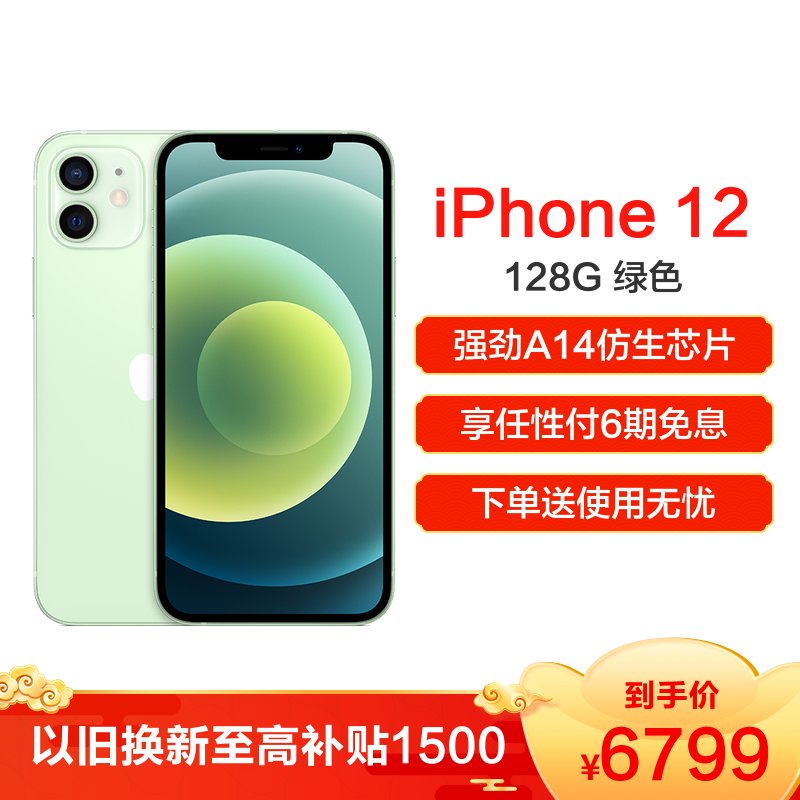 iPhone 12
128G 绿色
强劲A14仿生芯片
享任性付6期免息
下单送使用无忧
到手价
以旧换新至高补贴1500
¥6799